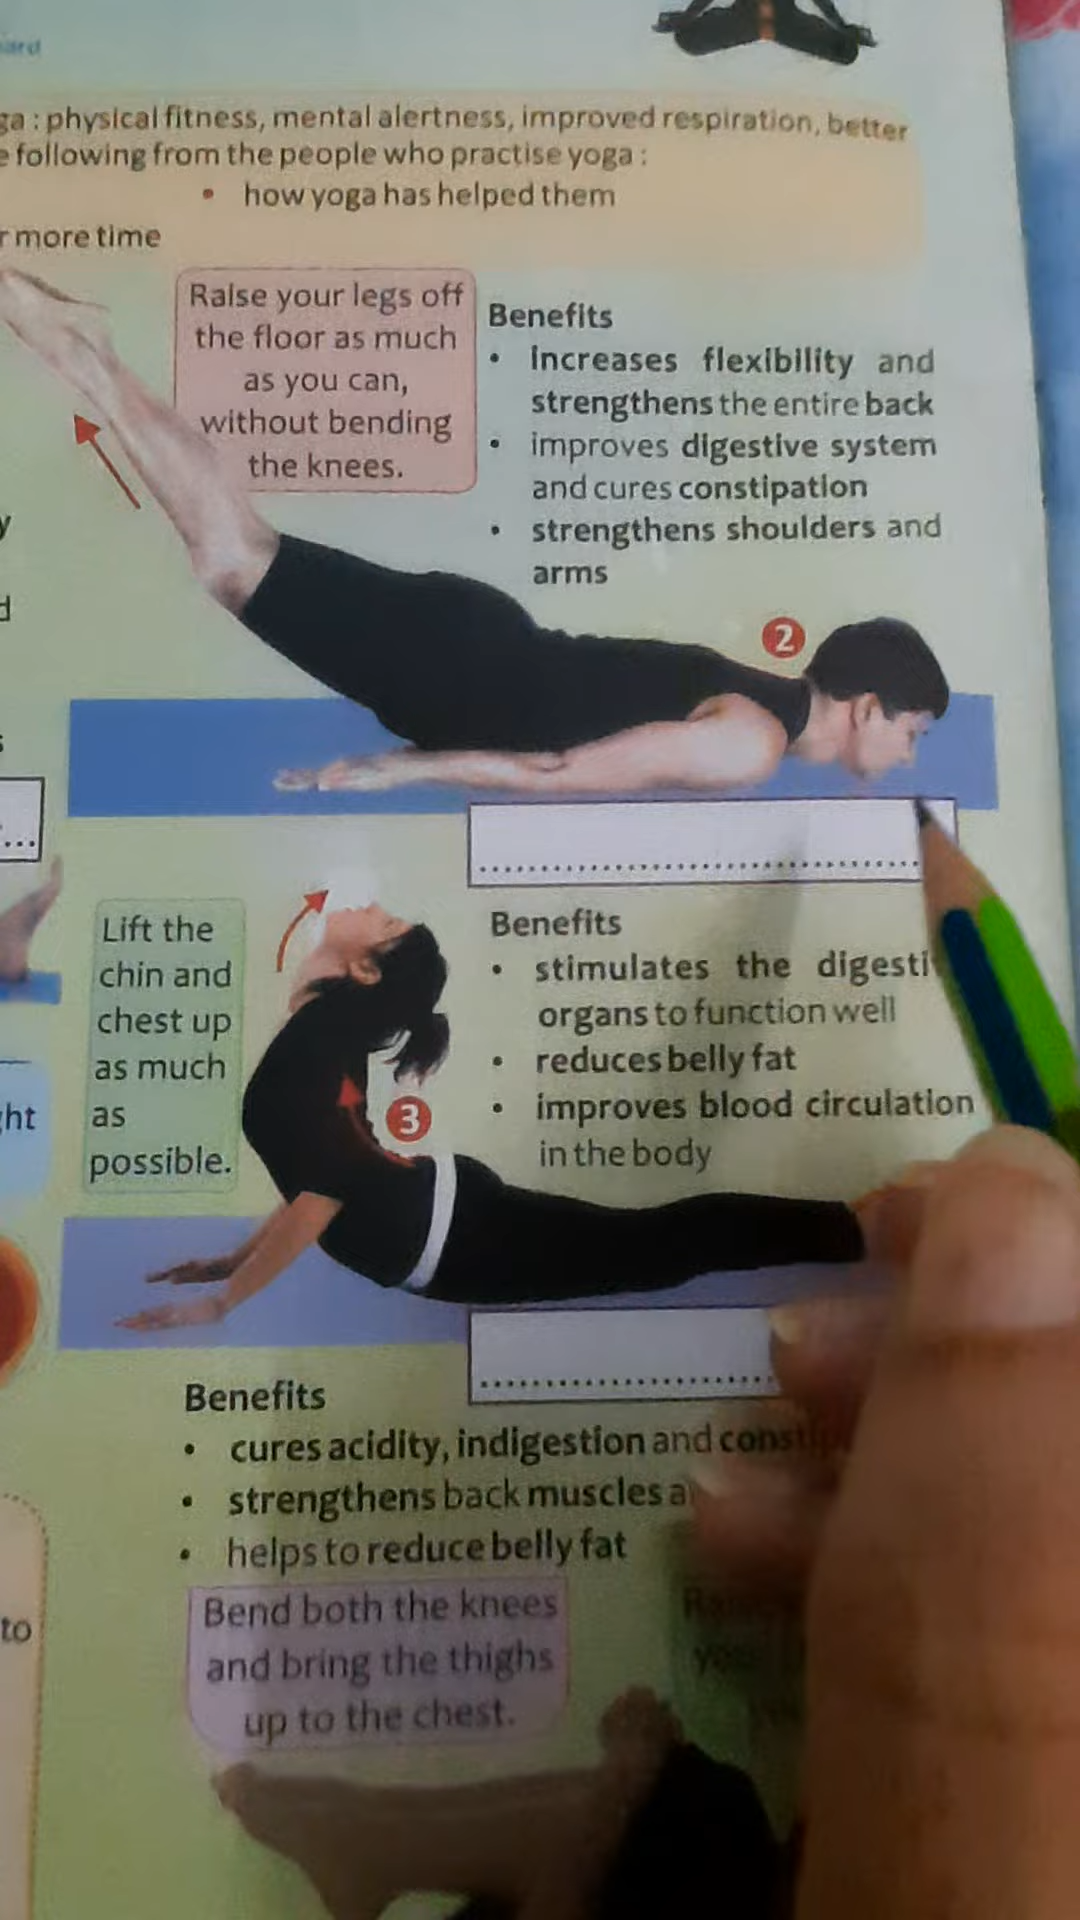 ga : physical fitness, mental alertness, improved respiration, better
e following from the people who practise yoga :
• how yoga has helped them
r more time
Raise your legs off
the floor as much
as you can,
without bending
the knees.
Benefits
• increases flexibility and
strengthens the entire back
• improves digestive system
and cures constipation
• strengthens shoulders and
arms
y
d
s
2
Lift the
chin and
chest up
as much
as
possible.
Benefits
• stimulates the digesti
organs to function well
• reduces belly fat
• improves blood circulation
in the body
3
ht
Benefits
• cures acidity, indigestion and const
• strengthens back muscles a
• helps to reduce belly fat
Bend both the knees
and bring the thighs
up to the chest.
to